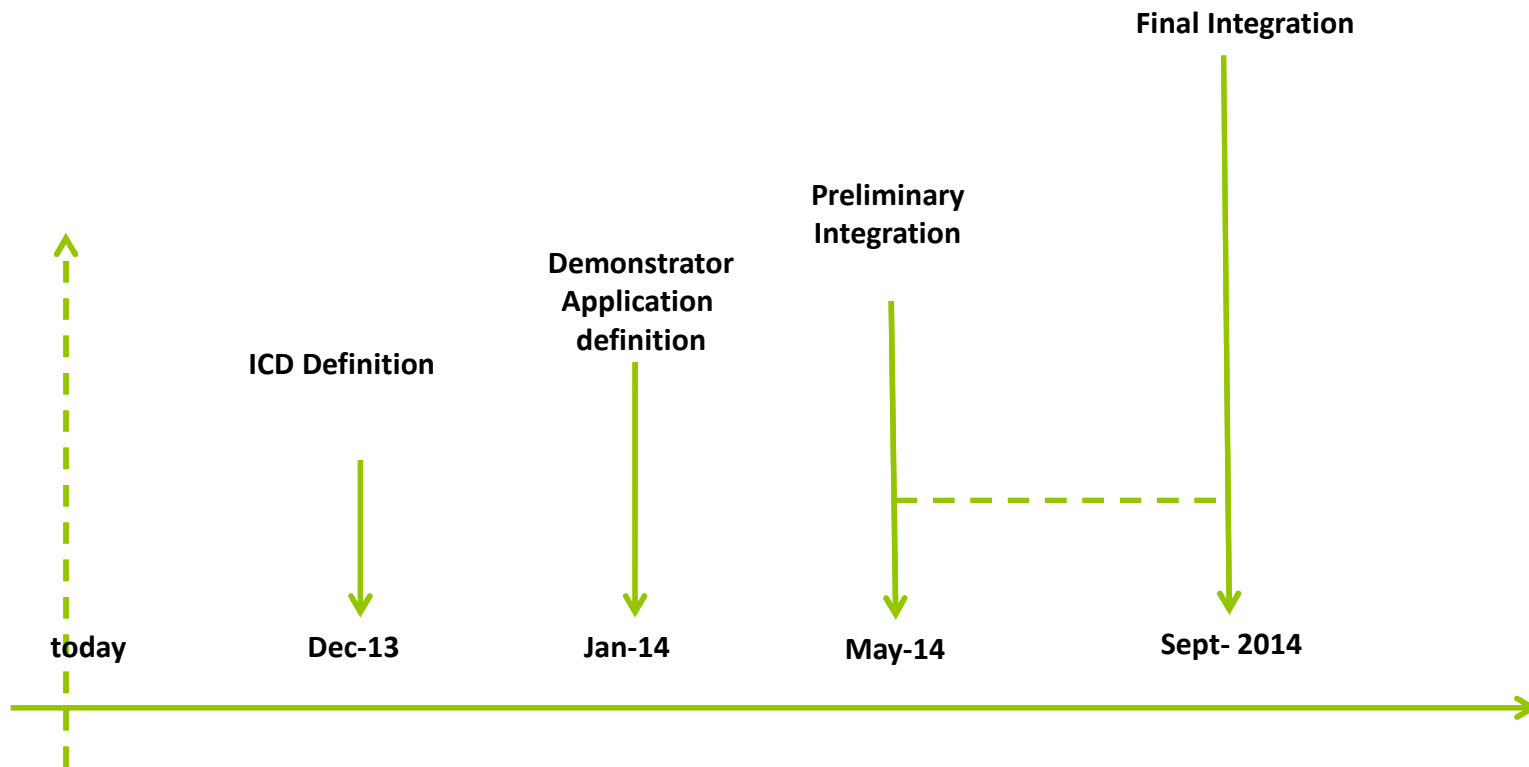 Final Integration
Preliminary
Integration
Demonstrator
Application
definition
ICD Definition
today
Dec-13
Jan-14
May-14
Sept- 2014